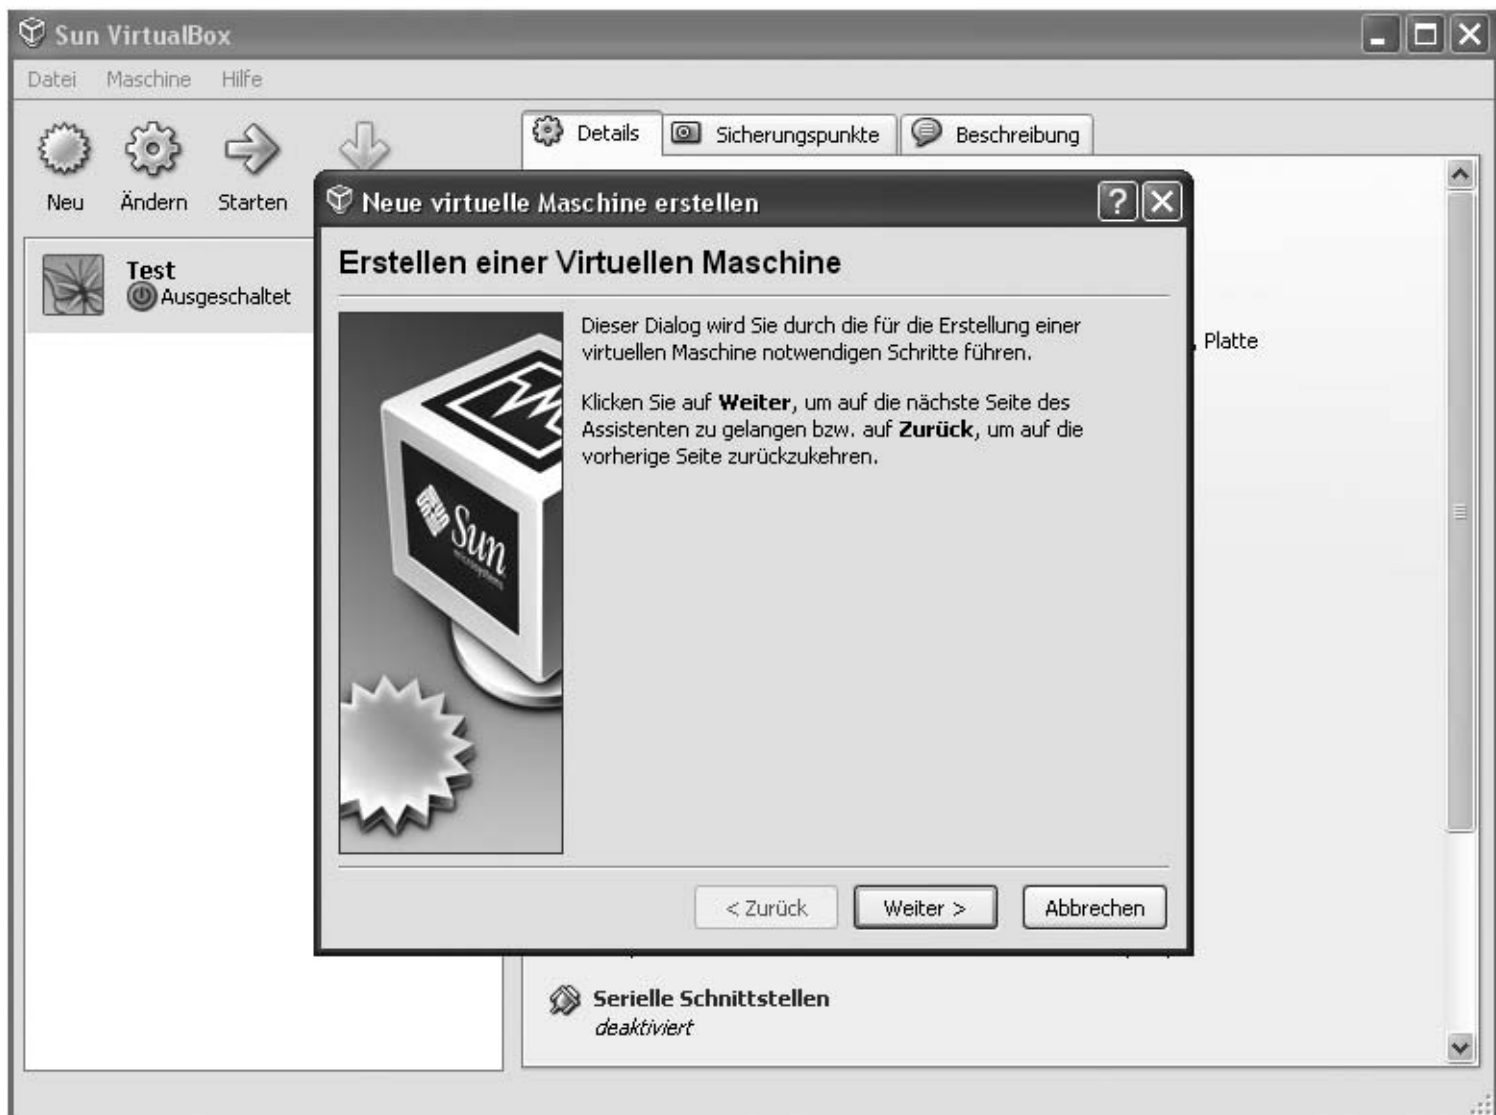 Sun VirtualBox
Datei Maschine Hilfe
Neu Ändern Starten
Details Sicherungspunkte Beschreibung
Test
Ausgeschaltet
Neue virtuelle Maschine erstellen
Erstellen einer Virtuellen Maschine
Dieser Dialog wird Sie durch die für die Erstellung einer
virtuellen Maschine notwendigen Schritte führen.
Klicken Sie auf Weiter, um auf die nächste Seite des
Assistenten zu gelangen bzw. auf Zurück, um auf die
vorherige Seite zurückzukehren.
Sun
microsystems
< Zurück Weiter > Abbrechen
, Platte
Serielle Schnittstellen
deaktiviert